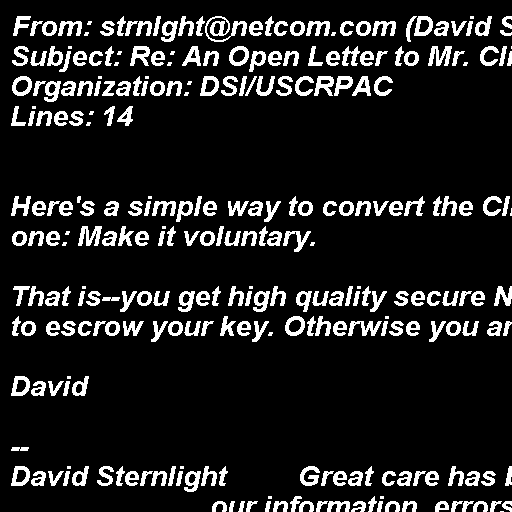 From: strnlght@netcom.com (David S
Subject: Re: An Open Letter to Mr. Cli
Organization: DSI/USCRPAC
Lines: 14
Here's a simple way to convert the Cl
one: Make it voluntary.
That is--you get high quality secure N
to escrow your key. Otherwise you ar
David
--
David Sternlight Great care has b
our information, errors